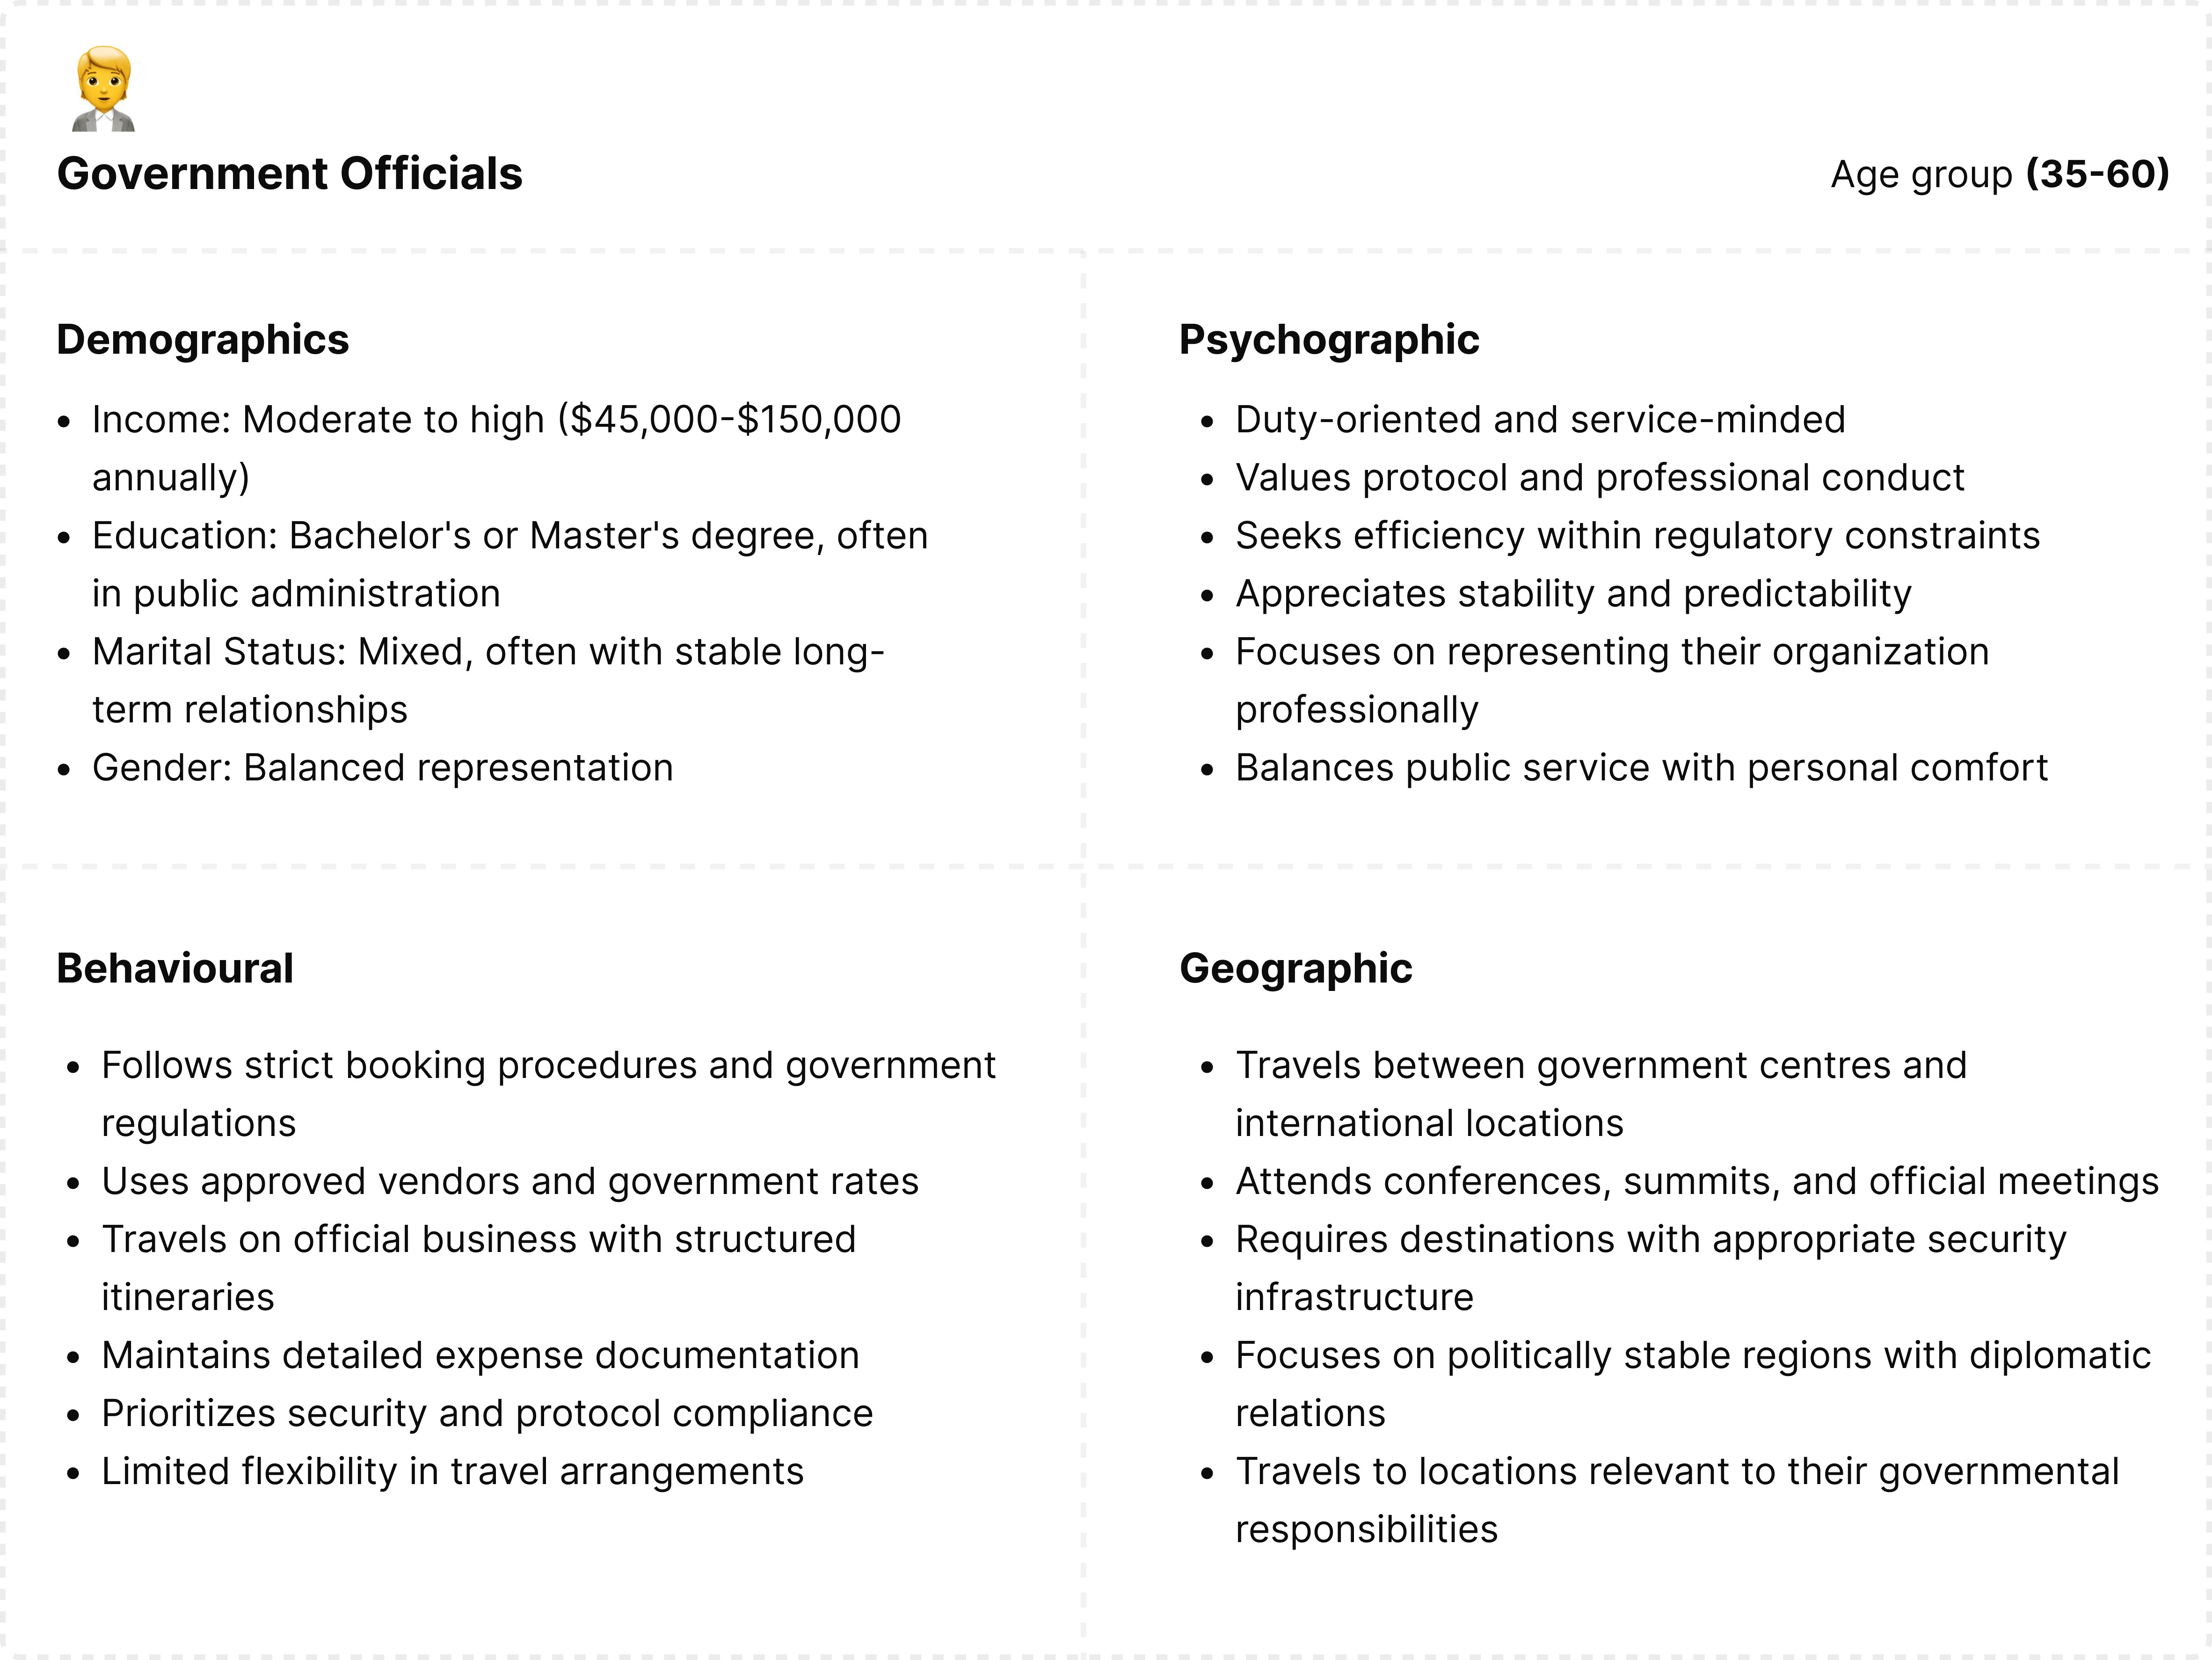 Government Officials
Age group (35-60)
Demographics
• Income: Moderate to high ($45,000-$150,000
annually)
• Education: Bachelor's or Master's degree, often
in public administration
• Marital Status: Mixed, often with stable long-
term relationships
• Gender: Balanced representation
Psychographic
• Duty-oriented and service-minded
• Values protocol and professional conduct
• Seeks efficiency within regulatory constraints
• Appreciates stability and predictability
• Focuses on representing their organization
professionally
• Balances public service with personal comfort
Behavioural
• Follows strict booking procedures and government
regulations
• Uses approved vendors and government rates
• Travels on official business with structured
itineraries
• Maintains detailed expense documentation
• Prioritizes security and protocol compliance
• Limited flexibility in travel arrangements
Geographic
• Travels between government centres and
international locations
• Attends conferences, summits, and official meetings
• Requires destinations with appropriate security
infrastructure
• Focuses on politically stable regions with diplomatic
relations
• Travels to locations relevant to their governmental
responsibilities